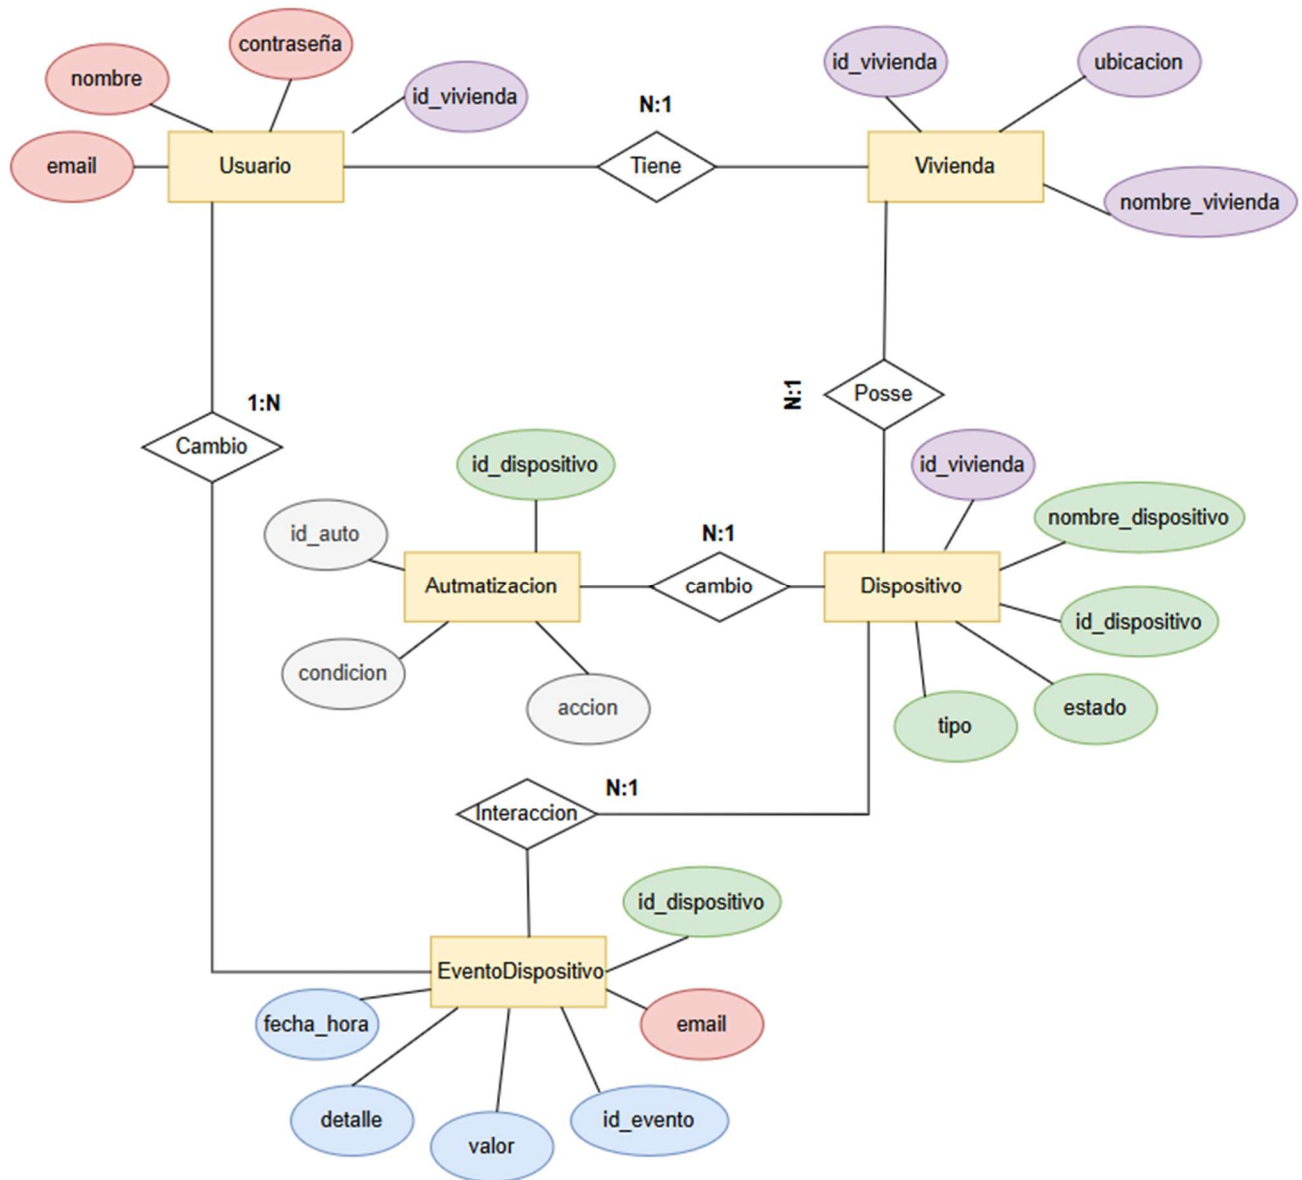 contraseña
nombre
id_vivienda
id_vivienda
ubicacion
N:1
email
Usuario
Tiene
Vivienda
nombre_vivienda
N:1
Posse
1:N
Cambio
id_dispositivo
id_vivienda
nombre_dispositivo
id_auto
N:1
Autmatizacion
cambio
Dispositivo
id_dispositivo
condicion
accion
estado
tipo
N:1
Interaccion
id_dispositivo
EventoDispositivo
fecha_hora
email
detalle
valor
id_evento